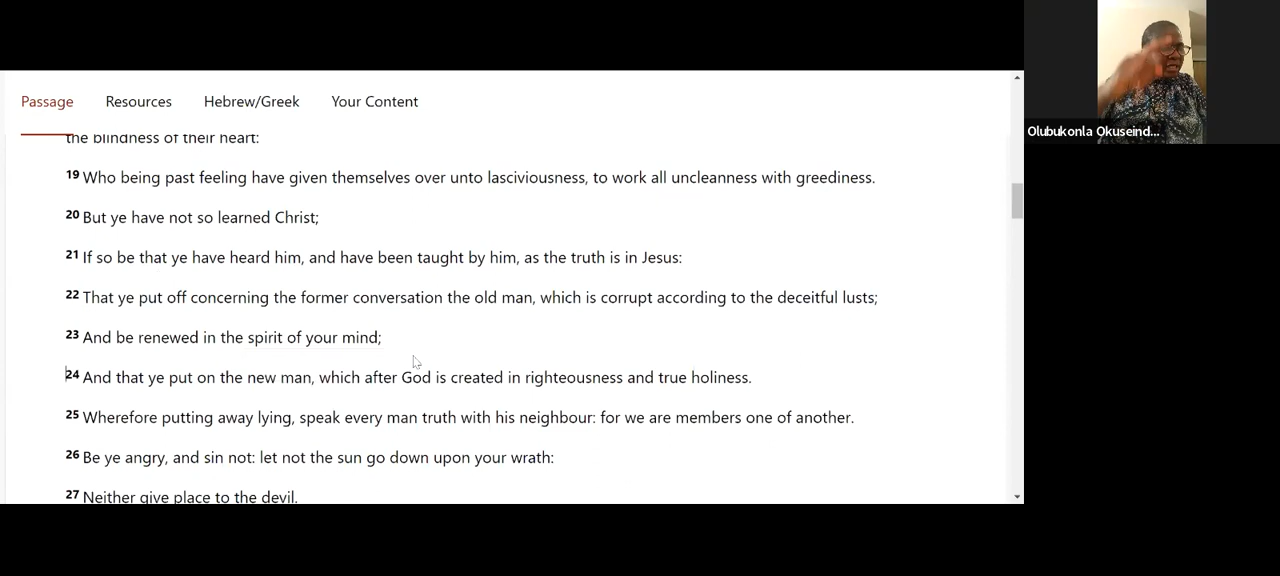 Passage Resources Hebrew/Greek Your Content
the blindness of their heart:
19 Who being past feeling have given themselves over unto lasciviousness, to work all uncleanness with greediness.
20 But ye have not so learned Christ;
21 If so be that ye have heard him, and have been taught by him, as the truth is in Jesus:
22 That ye put off concerning the former conversation the old man, which is corrupt according to the deceitful lusts;
23 And be renewed in the spirit of your mind;
24 And that ye put on the new man, which after God is created in righteousness and true holiness.
25 Wherefore putting away lying, speak every man truth with his neighbour: for we are members one of another.
26 Be ye angry, and sin not: let not the sun go down upon your wrath:
27 Neither give place to the devil.
Olubukonla Okuseind...